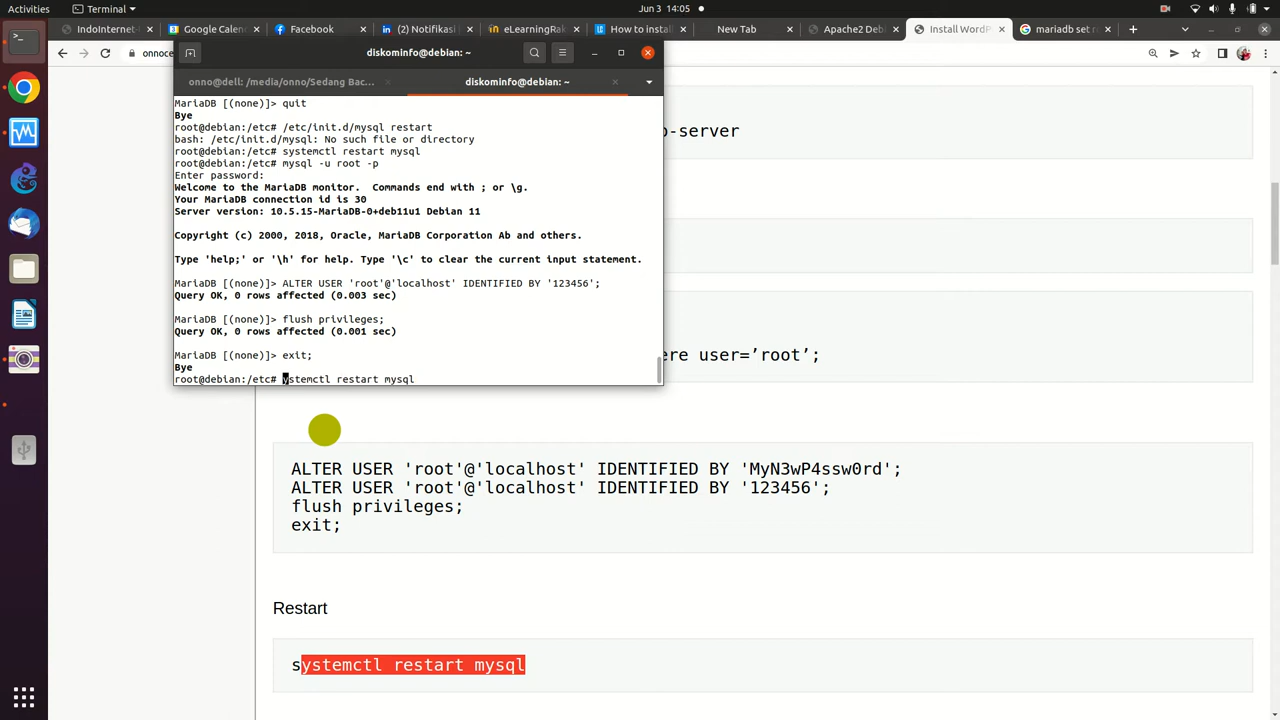 Activities
Terminal
Jun 3 14:05
IndoInternet-
Google Calen
Facebook
(2) Notifikasi
eLearningRak
How to install
New Tab
Apache2 Deb
Install WordP
mariadb set r
onnoce
diskominfo@debian: ~
onno@dell: /media/onno/Sedang Bac...
diskominfo@debian: ~
MariaDB [(none)]> quit
Bye
root@debian:/etc# /etc/init.d/mysql restart
bash: /etc/init.d/mysql: No such file or directory
root@debian:/etc# systemctl restart mysql
root@debian:/etc# mysql -u root -p
Enter password:
Welcome to the MariaDB monitor.  Commands end with ; or \g.
Your MariaDB connection id is 30
Server version: 10.5.15-MariaDB-0+deb11u1 Debian 11
Copyright (c) 2000, 2018, Oracle, MariaDB Corporation Ab and others.
Type 'help;' or '\h' for help. Type '\c' to clear the current input statement.
MariaDB [(none)]> ALTER USER 'root'@'localhost' IDENTIFIED BY '123456';
Query OK, 0 rows affected (0.003 sec)
MariaDB [(none)]> flush privileges;
Query OK, 0 rows affected (0.001 sec)
MariaDB [(none)]> exit;
Bye
root@debian:/etc# ystemctl restart mysql
-server
ere user=’root’;
ALTER USER 'root'@'localhost' IDENTIFIED BY 'MyN3wP4ssw0rd';
ALTER USER 'root'@'localhost' IDENTIFIED BY '123456';
flush privileges;
exit;
Restart
systemctl restart mysql